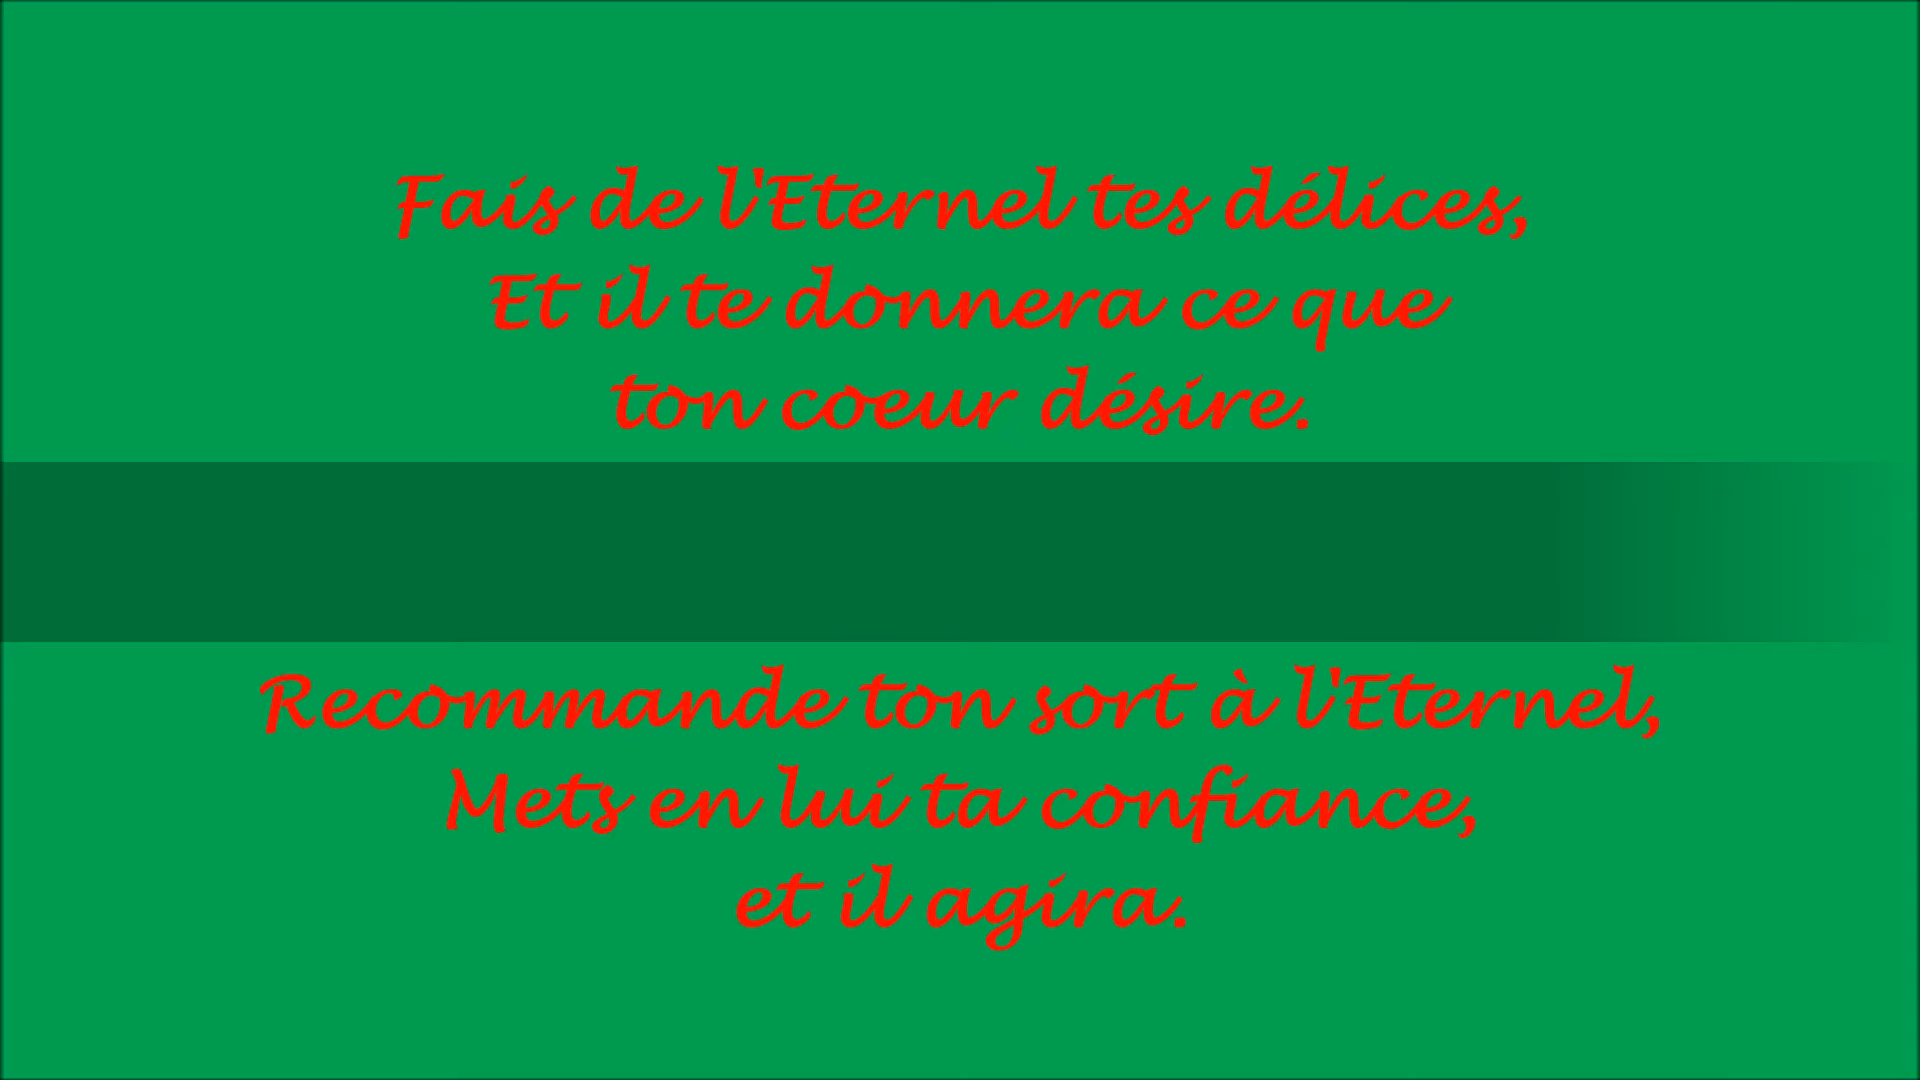 Fais de l'Eternel tes délices,
Et il te donnera ce que
ton coeur désire.
Recommande ton sort à l'Eternel,
Mets en lui ta confiance,
et il agira.